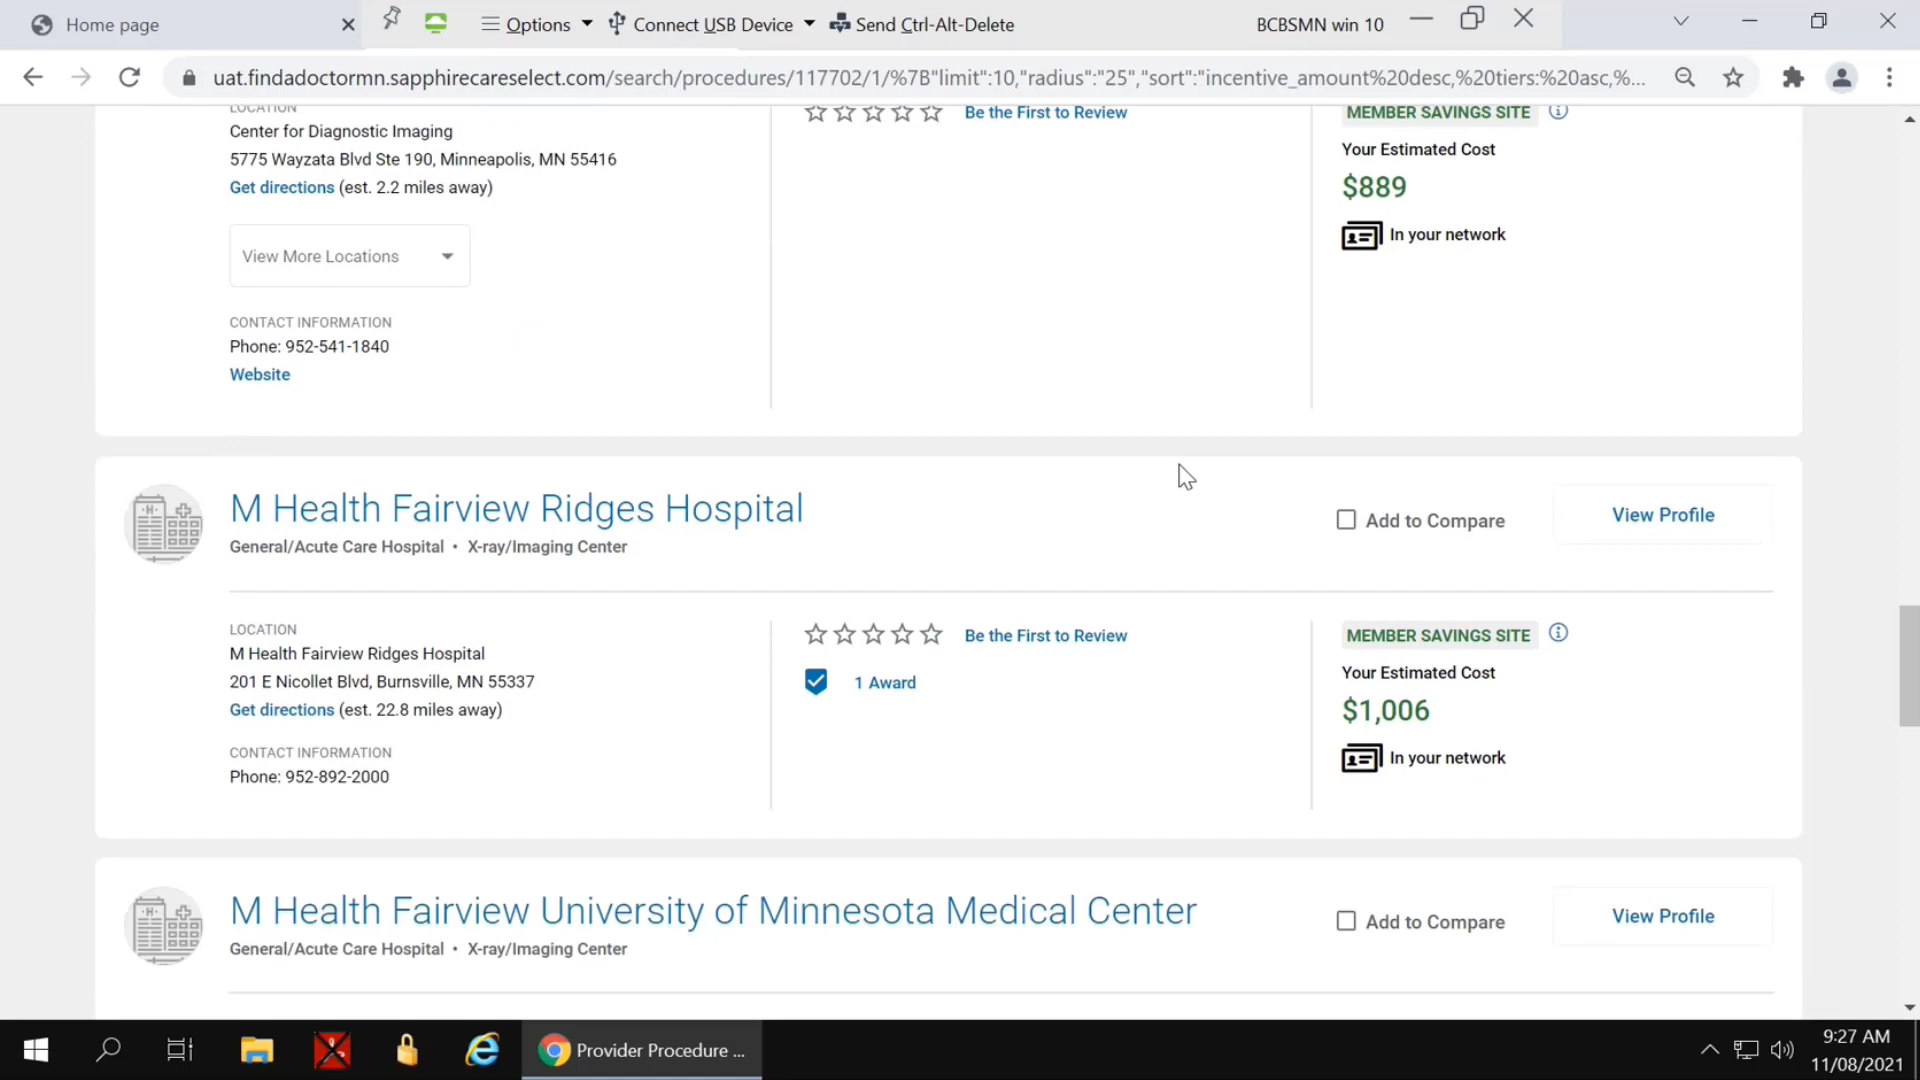 Home page
Options
Connect USB Device
Send Ctrl-Alt-Delete
BCBSMN win 10
uat.findadoctormn.sapphirecareselect.com/search/procedures/117702/1/%7B"limit":10,"radius":"25","sort":"incentive_amount%20desc,%20tiers:%20asc,%...
LOCATION
Center for Diagnostic Imaging
5775 Wayzata Blvd Ste 190, Minneapolis, MN 55416
Get directions (est. 2.2 miles away)
View More Locations
CONTACT INFORMATION
Phone: 952-541-1840
Website
Be the First to Review
MEMBER SAVINGS SITE
Your Estimated Cost
$889
In your network
M Health Fairview Ridges Hospital
General/Acute Care Hospital • X-ray/Imaging Center
Add to Compare
View Profile
LOCATION
M Health Fairview Ridges Hospital
201 E Nicollet Blvd, Burnsville, MN 55337
Get directions (est. 22.8 miles away)
CONTACT INFORMATION
Phone: 952-892-2000
Be the First to Review
1 Award
MEMBER SAVINGS SITE
Your Estimated Cost
$1,006
In your network
M Health Fairview University of Minnesota Medical Center
General/Acute Care Hospital • X-ray/Imaging Center
Add to Compare
View Profile
Provider Procedure ...
9:27 AM
11/08/2021